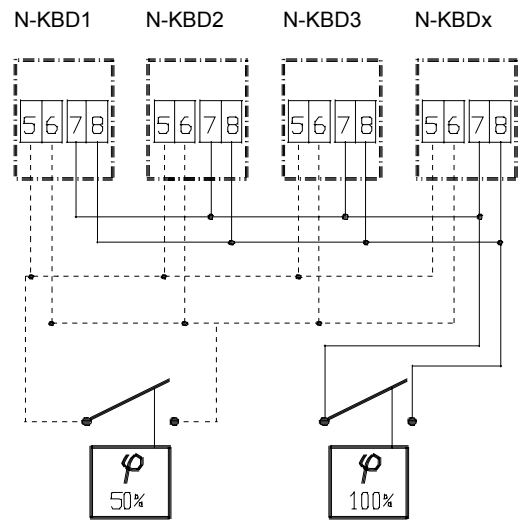 N-KBD1 N-KBD2 N-KBD3 N-KBDx
5 6 7 8 5 6 7 8 5 6 7 8 5 6 7 8
φ φ
50% 100%